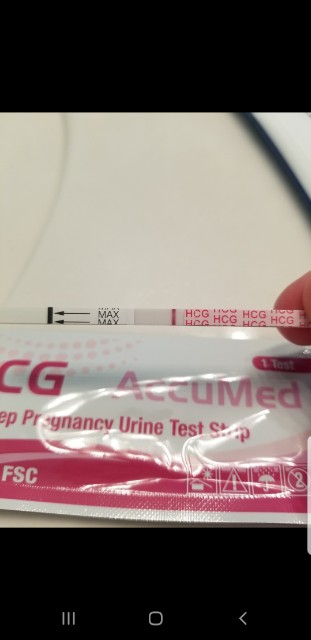 MAX
MAX
HCG HCG HCG HCG
HCG HCG HCG HCG
CG AccuMed
1 Test
ep Pregnancy Urine Test Strip
FSC